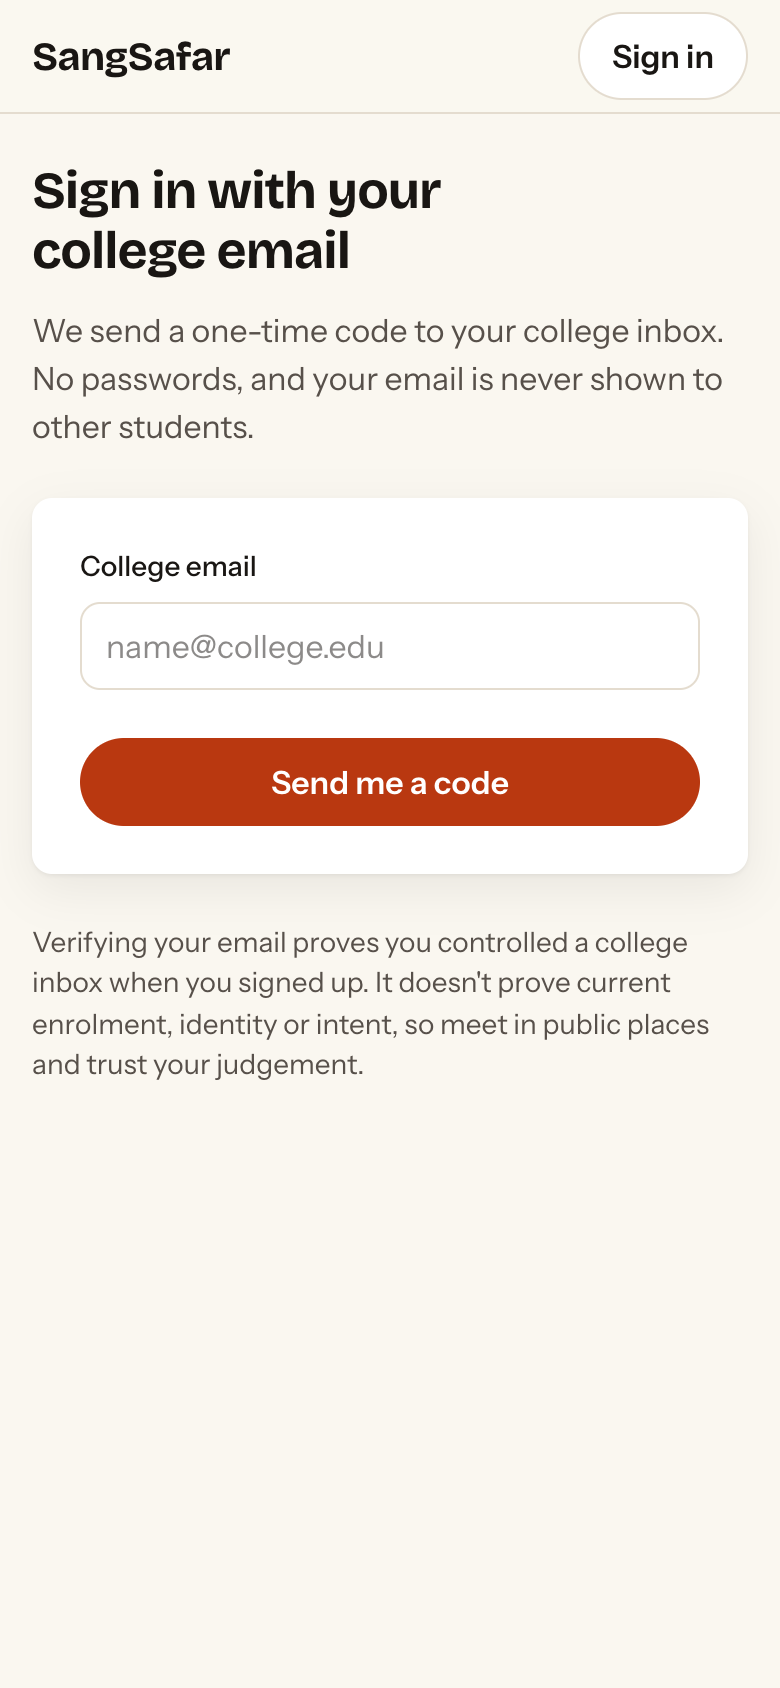 SangSafar
Sign in
Sign in with your
college email
We send a one-time code to your college inbox.
No passwords, and your email is never shown to
other students.
College email
name@college.edu
Send me a code
Verifying your email proves you controlled a college
inbox when you signed up. It doesn't prove current
enrolment, identity or intent, so meet in public places
and trust your judgement.